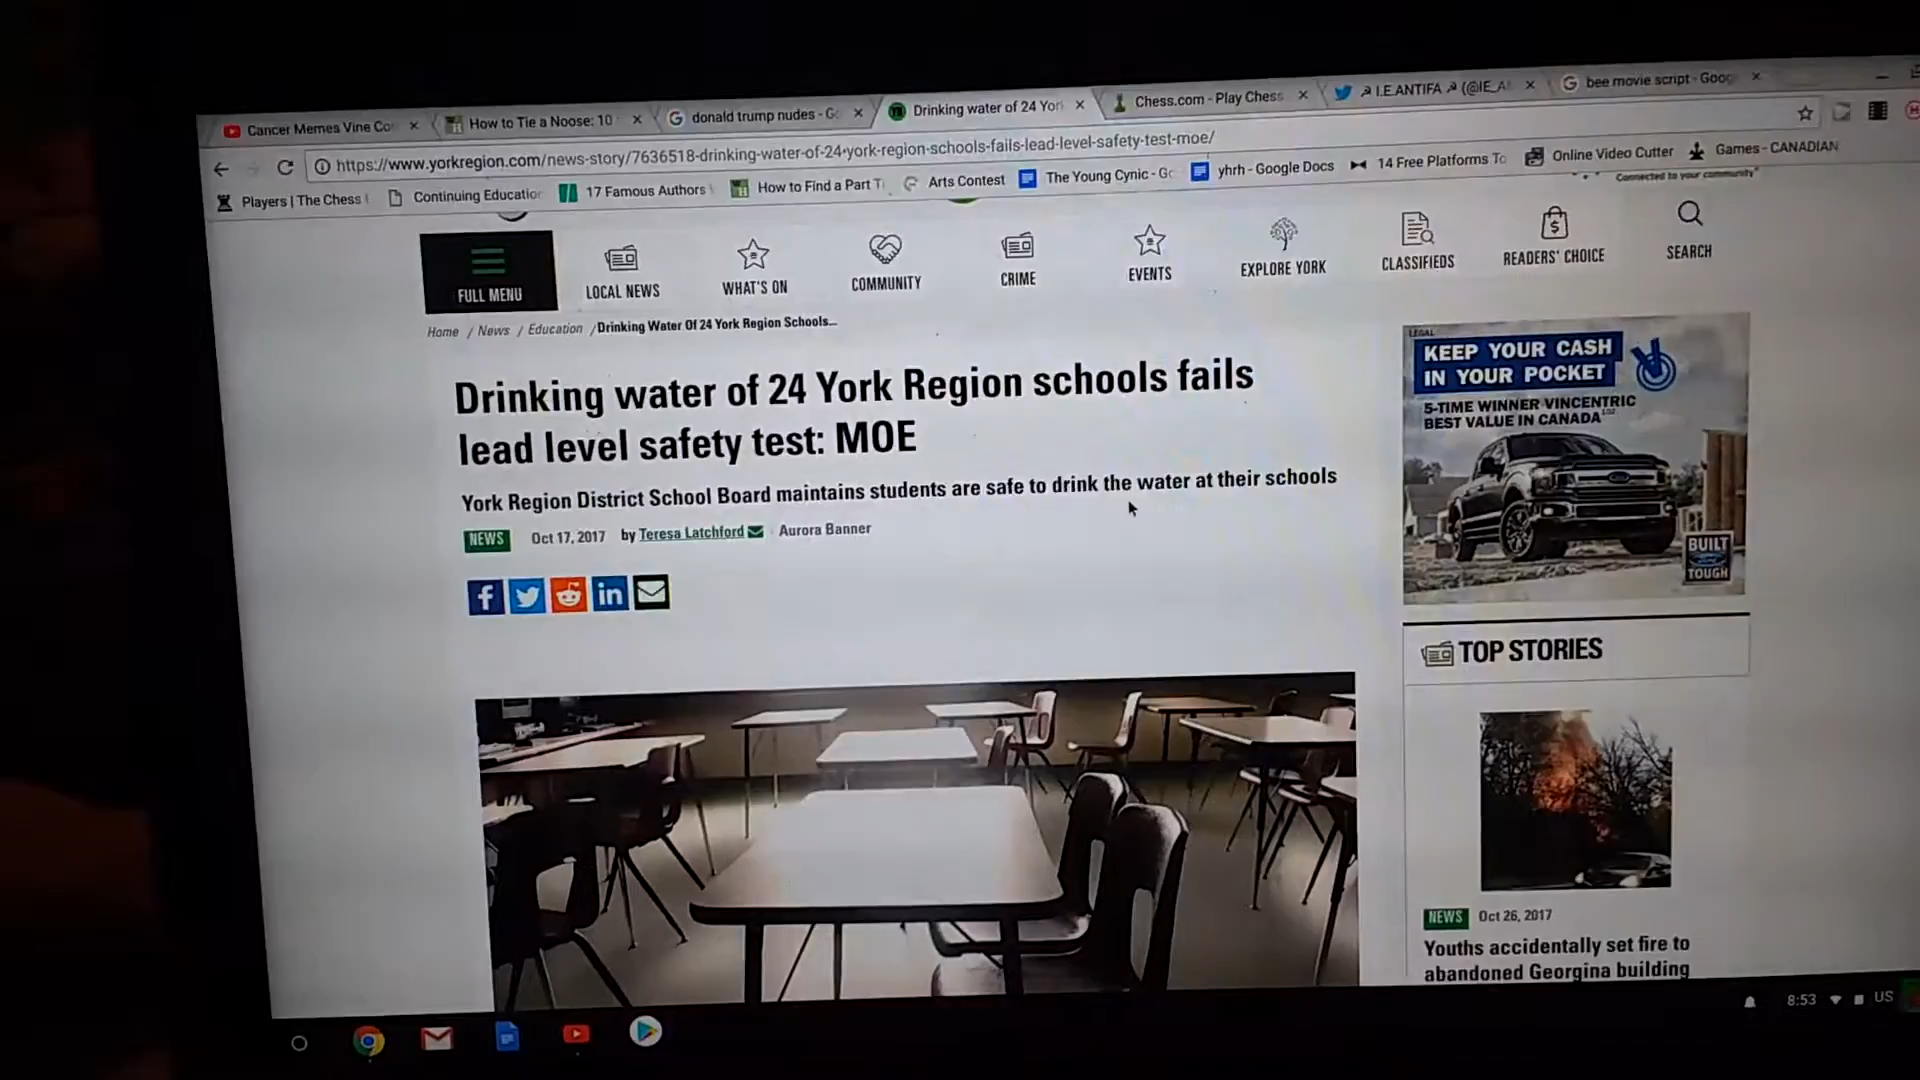 Cancer Memes Vine Co
How to Tie a Noose: 10
donald trump nudes - G
Drinking water of 24 Yor
Chess.com - Play Chess
I.E.ANTIFA (@IE_A
bee movie script - Goog
https://www.yorkregion.com/news-story/7636518-drinking-water-of-24-york-region-schools-fails-lead-level-safety-test-moe/
Players | The Chess
Continuing Educatio
17 Famous Authors
How to Find a Part T
Arts Contest
The Young Cynic - Go
yhrh - Google Docs
14 Free Platforms To
Online Video Cutter
Games - CANADIAN
Connected to your community
FULL MENU
LOCAL NEWS
WHAT'S ON
COMMUNITY
CRIME
EVENTS
EXPLORE YORK
CLASSIFIEDS
READERS' CHOICE
SEARCH
Home / News / Education / Drinking Water Of 24 York Region Schools...
Drinking water of 24 York Region schools fails
lead level safety test: MOE
York Region District School Board maintains students are safe to drink the water at their schools
NEWS Oct 17, 2017 by Teresa Latchford Aurora Banner
LEGAL
KEEP YOUR CASH
IN YOUR POCKET
5-TIME WINNER VINCENTRIC
BEST VALUE IN CANADA
BUILT
Ford
TOUGH
TOP STORIES
NEWS Oct 26, 2017
Youths accidentally set fire to
abandoned Georgina building
8:53 US